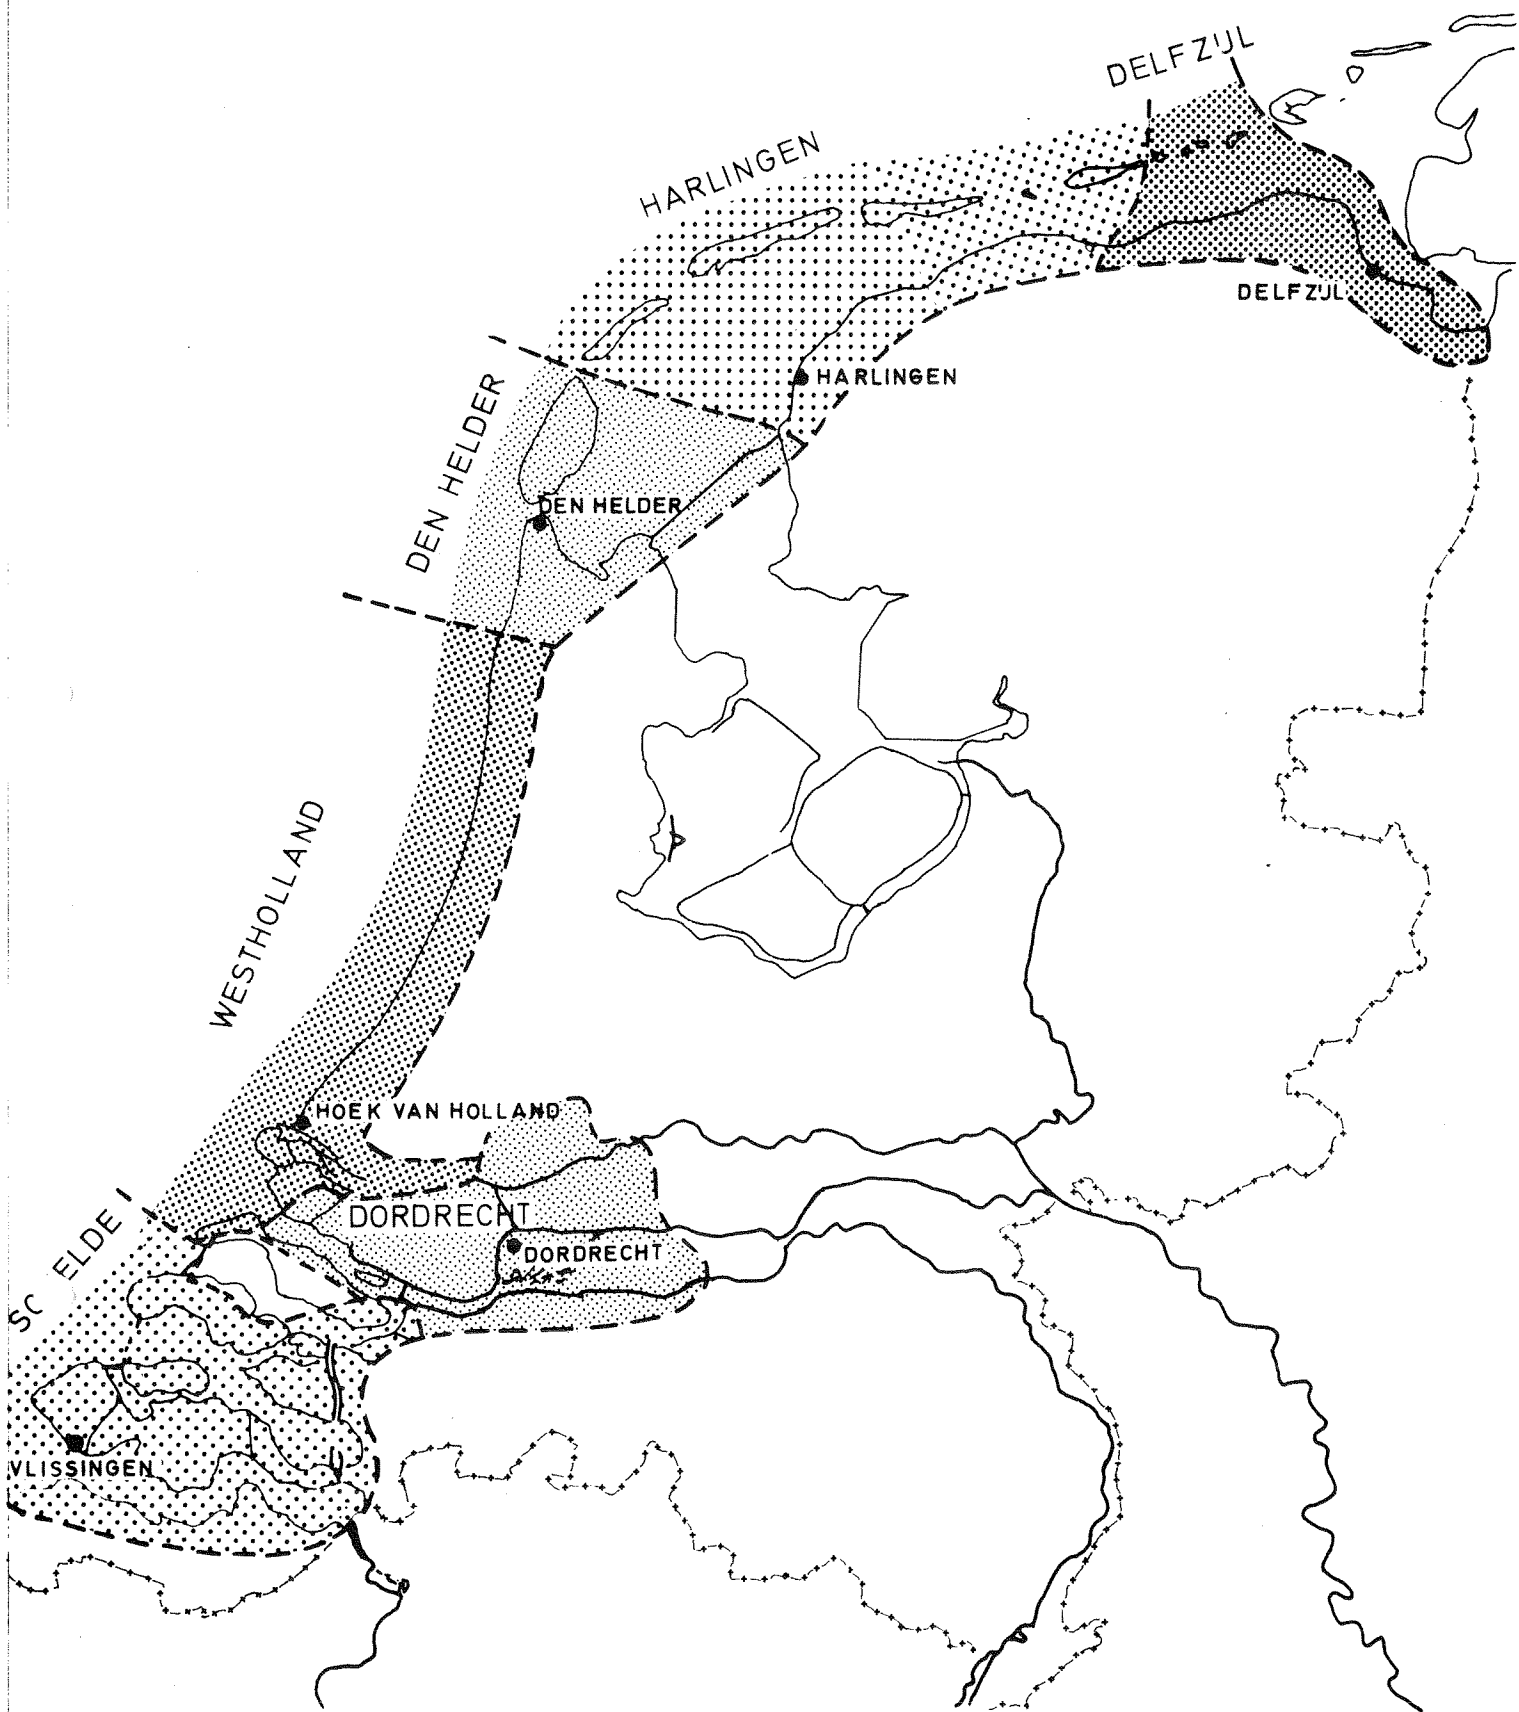 DELFZIJL
HARLINGEN
DELFZIJL
HARLINGEN
DEN HELDER
DEN HELDER
WESTHOLLAND
HOEK VAN HOLLAND
DORDRECHT
DORDRECHT
SC ELDE
VLISSINGEN